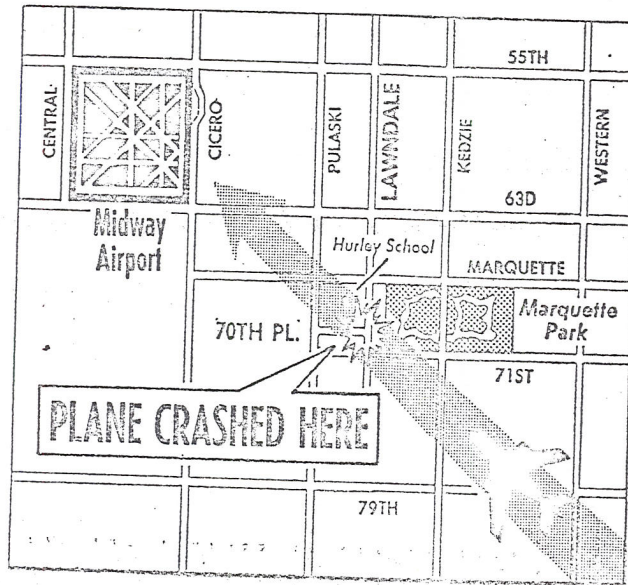 55TH
CENTRAL
CICERO
PULASKI
LAWNDALE
KEDZIE
WESTERN
63D
Midway
Airport
Hurley School
MARQUETTE
70TH PL.
Marquette
Park
71ST
PLANE CRASHED HERE
79TH